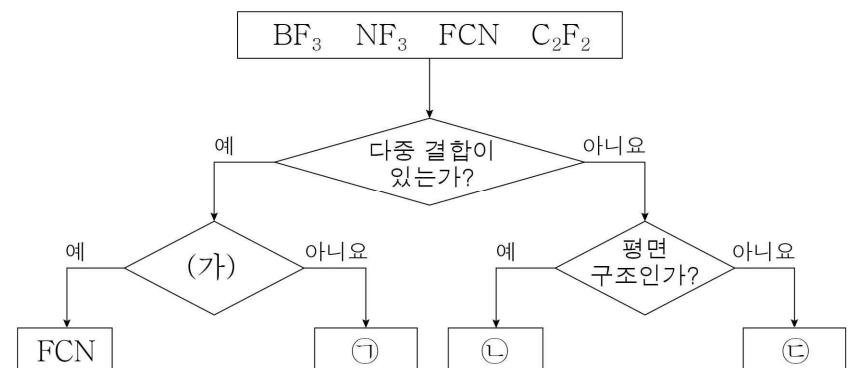 BF₃ NF₃ FCN C₂F₂
예
다중 결합이
있는가?
아니요
예
(가)
아니요
예
평면
구조인가?
아니요
FCN
㉠
㉡
㉢